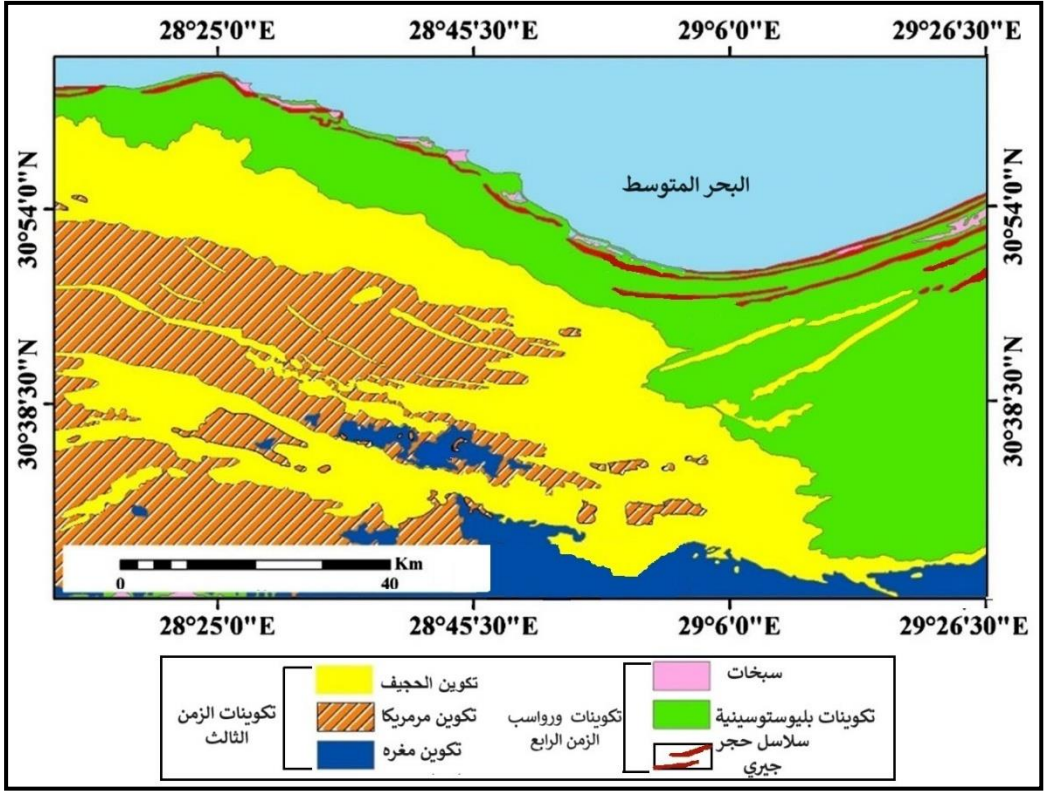 28°25'0"E 28°45'30"E 29°6'0"E 29°26'30"E
30°54'0"N
30°54'0"N
البحر المتوسط
30°38'30"N
30°38'30"N
Km
0 40
28°25'0"E 28°45'30"E 29°6'0"E 29°26'30"E
تكوينات ورواسب
الزمن الرابع
سبخات
تكوينات بليوستوسينية
سلاسل حجر
جيري
تكوينات الزمن
الثالث
تكوين الحجيف
تكوين مرمريكا
تكوين مغره